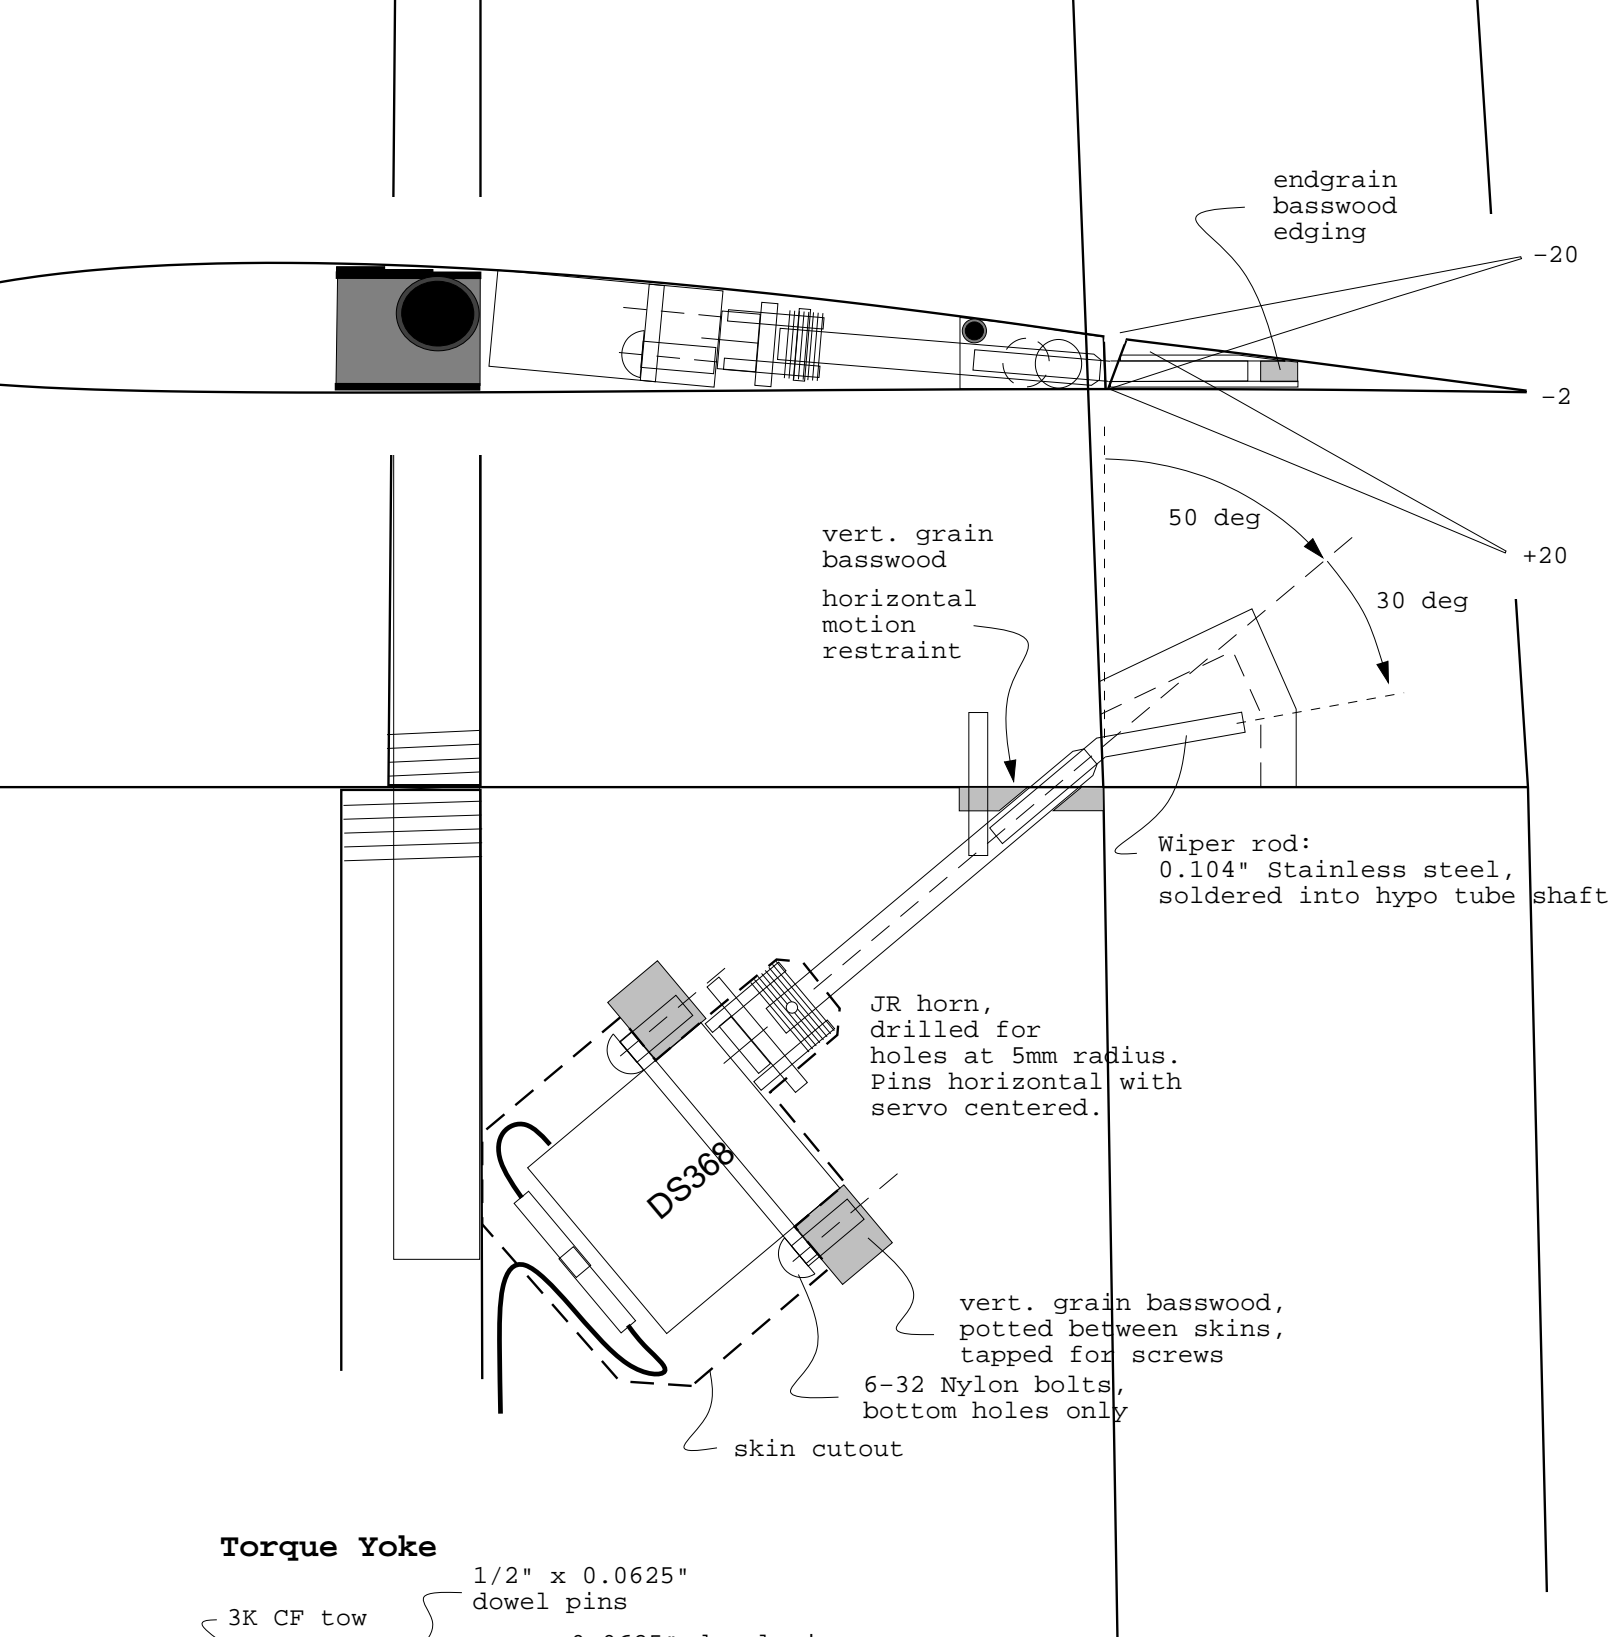 endgrain
basswood
edging
-20
-2
+20
50 deg
30 deg
vert. grain
basswood
horizontal
motion
restraint
Wiper rod:
0.104" Stainless steel,
soldered into hypo tube shaft
JR horn,
drilled for
holes at 5mm radius.
Pins horizontal with
servo centered.
DS368
vert. grain basswood,
potted between skins,
tapped for screws
6-32 Nylon bolts,
bottom holes only
skin cutout
Torque Yoke
1/2" x 0.0625"
dowel pins
3K CF tow